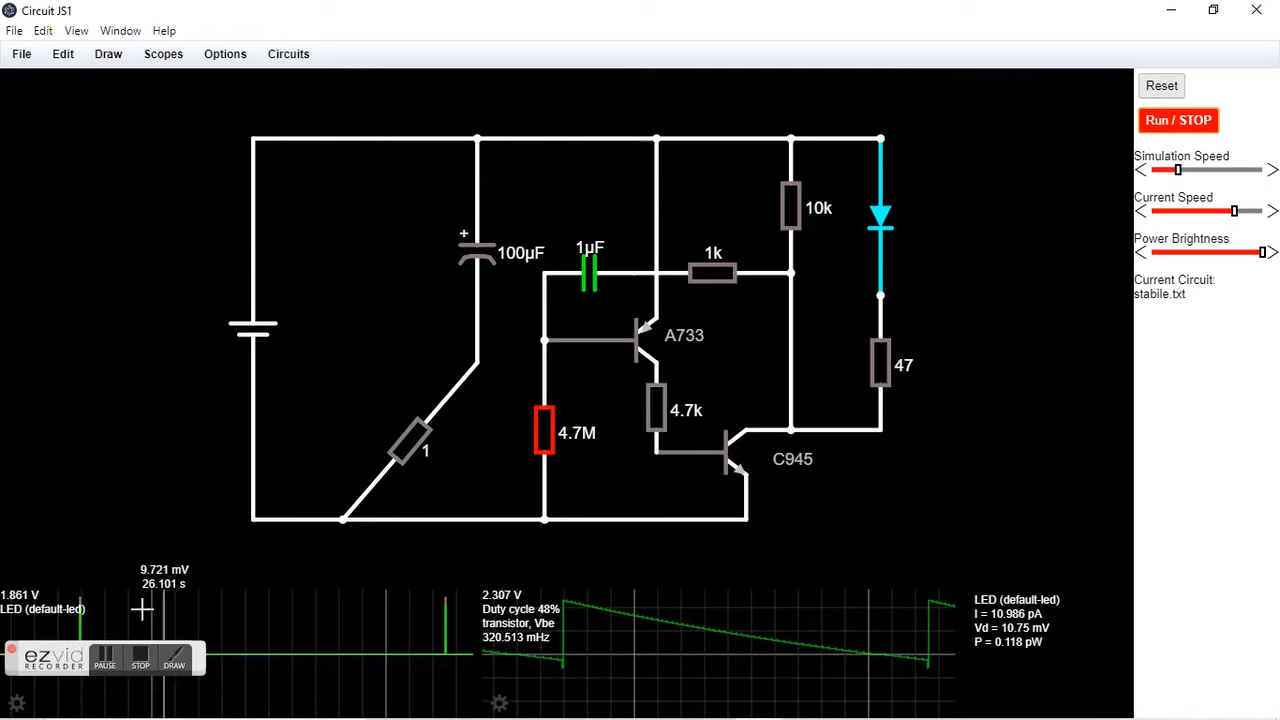 Circuit JS1
File Edit View Window Help
File Edit Draw Scopes Options Circuits
Reset
Run / STOP
Simulation Speed
Current Speed
Power Brightness
Current Circuit:
stabile.txt
10k
+
100µF
1µF
1k
A733
47
4.7k
1
4.7M
C945
9.721 mV
26.101 s
1.861 V
LED (default-led)
2.307 V
Duty cycle 48%
transistor, Vbe
320.513 mHz
LED (default-led)
I = 10.986 pA
Vd = 10.75 mV
P = 0.118 pW
ezvid
RECORDER
PAUSE
STOP
DRAW